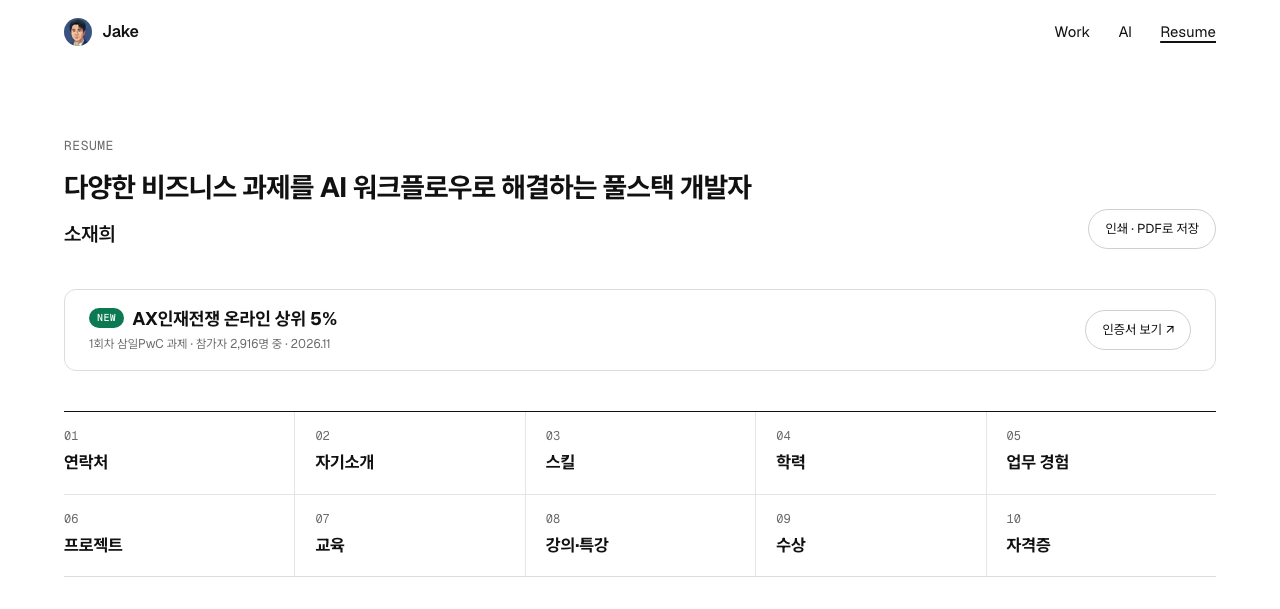 Jake
Work
AI
Resume
RESUME
다양한 비즈니스 과제를 AI 워크플로우로 해결하는 풀스택 개발자
소재희
인쇄 · PDF로 저장
NEW
AX인재전쟁 온라인 상위 5%
1회차 삼일PwC 과제 · 참가자 2,916명 중 · 2026.11
인증서 보기 ↗
01
연락처
02
자기소개
03
스킬
04
학력
05
업무 경험
06
프로젝트
07
교육
08
강의·특강
09
수상
10
자격증